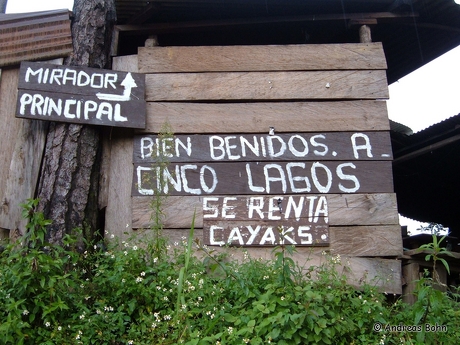 MIRADOR
PRINCIPAL
BIEN BENIDOS. A.
CINCO LAGOS
SE RENTA
CAYAKS.
© Andreas Bohn